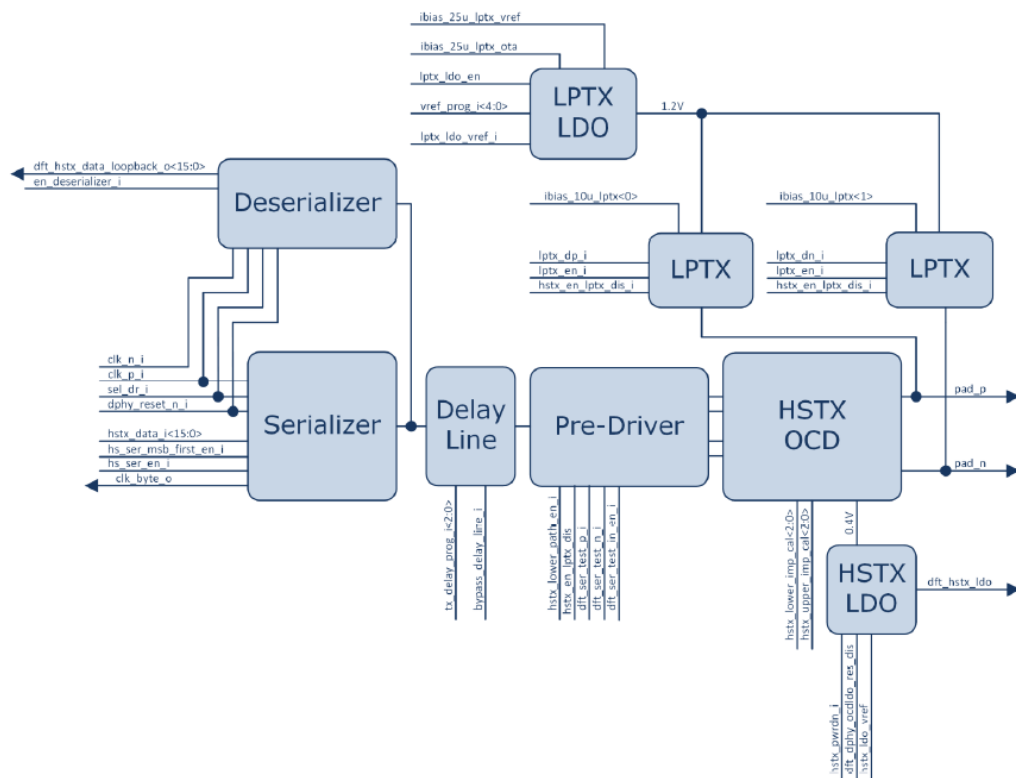 ibias_25u_lptx_vref
ibias_25u_lptx_ota
lptx_ldo_en
vref_prog_i<4:0>
lptx_ldo_vref_i
LPTX
LDO
1.2V
dft_hstx_data_loopback_o<15:0>
en_deserializer_i
Deserializer
ibias_10u_lptx<0>
lptx_dp_i
lptx_en_i
hstx_en_lptx_dis_i
LPTX
ibias_10u_lptx<1>
lptx_dn_i
lptx_en_i
hstx_en_lptx_dis_i
LPTX
clk_n_i
clk_p_i
sel_dr_i
dphy_reset_n_i
hstx_data_i<15:0>
hs_ser_msb_first_en_i
hs_ser_en_i
clk_byte_o
Serializer
Delay
Line
Pre-Driver
HSTX
OCD
pad_p
pad_n
tx_delay_prog_i<2:0>
bypass_delay_line_i
hstx_lower_path_en_i
hstx_en_lptx_dis
dft_ser_test_p_i
dft_ser_test_n_i
dft_ser_test_in_en_i
hstx_lower_imp_cal<2:0>
hstx_upper_imp_cal<2:0>
0.4V
HSTX
LDO
dft_hstx_ldo
hstx_pwrdn_i
dft_dphy_ocdldo_res_dis
hstx_ldo_vref